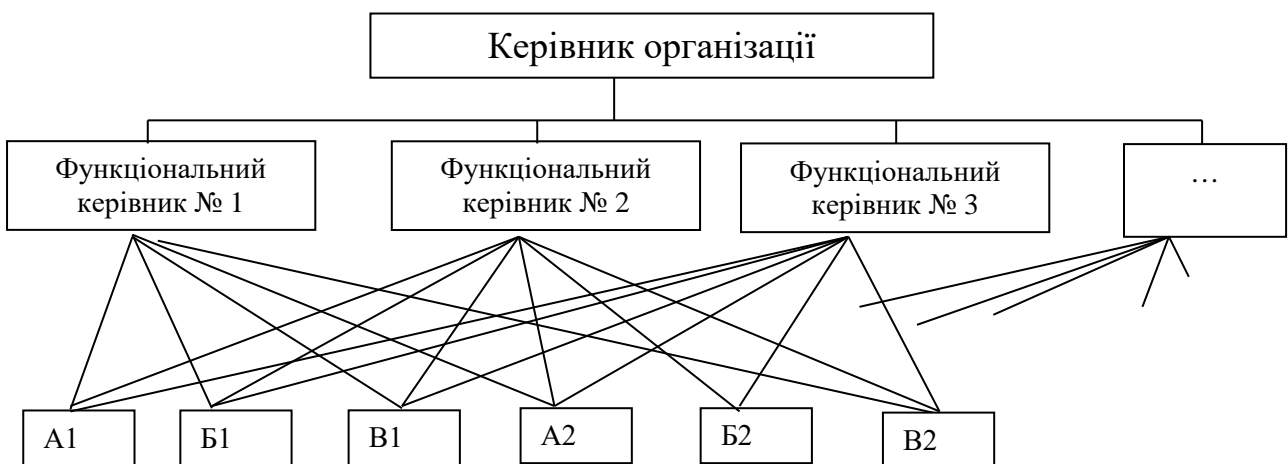 Керівник організації
Функціональний
керівник № 1
Функціональний
керівник № 2
Функціональний
керівник № 3
…
А1
Б1
В1
А2
Б2
В2